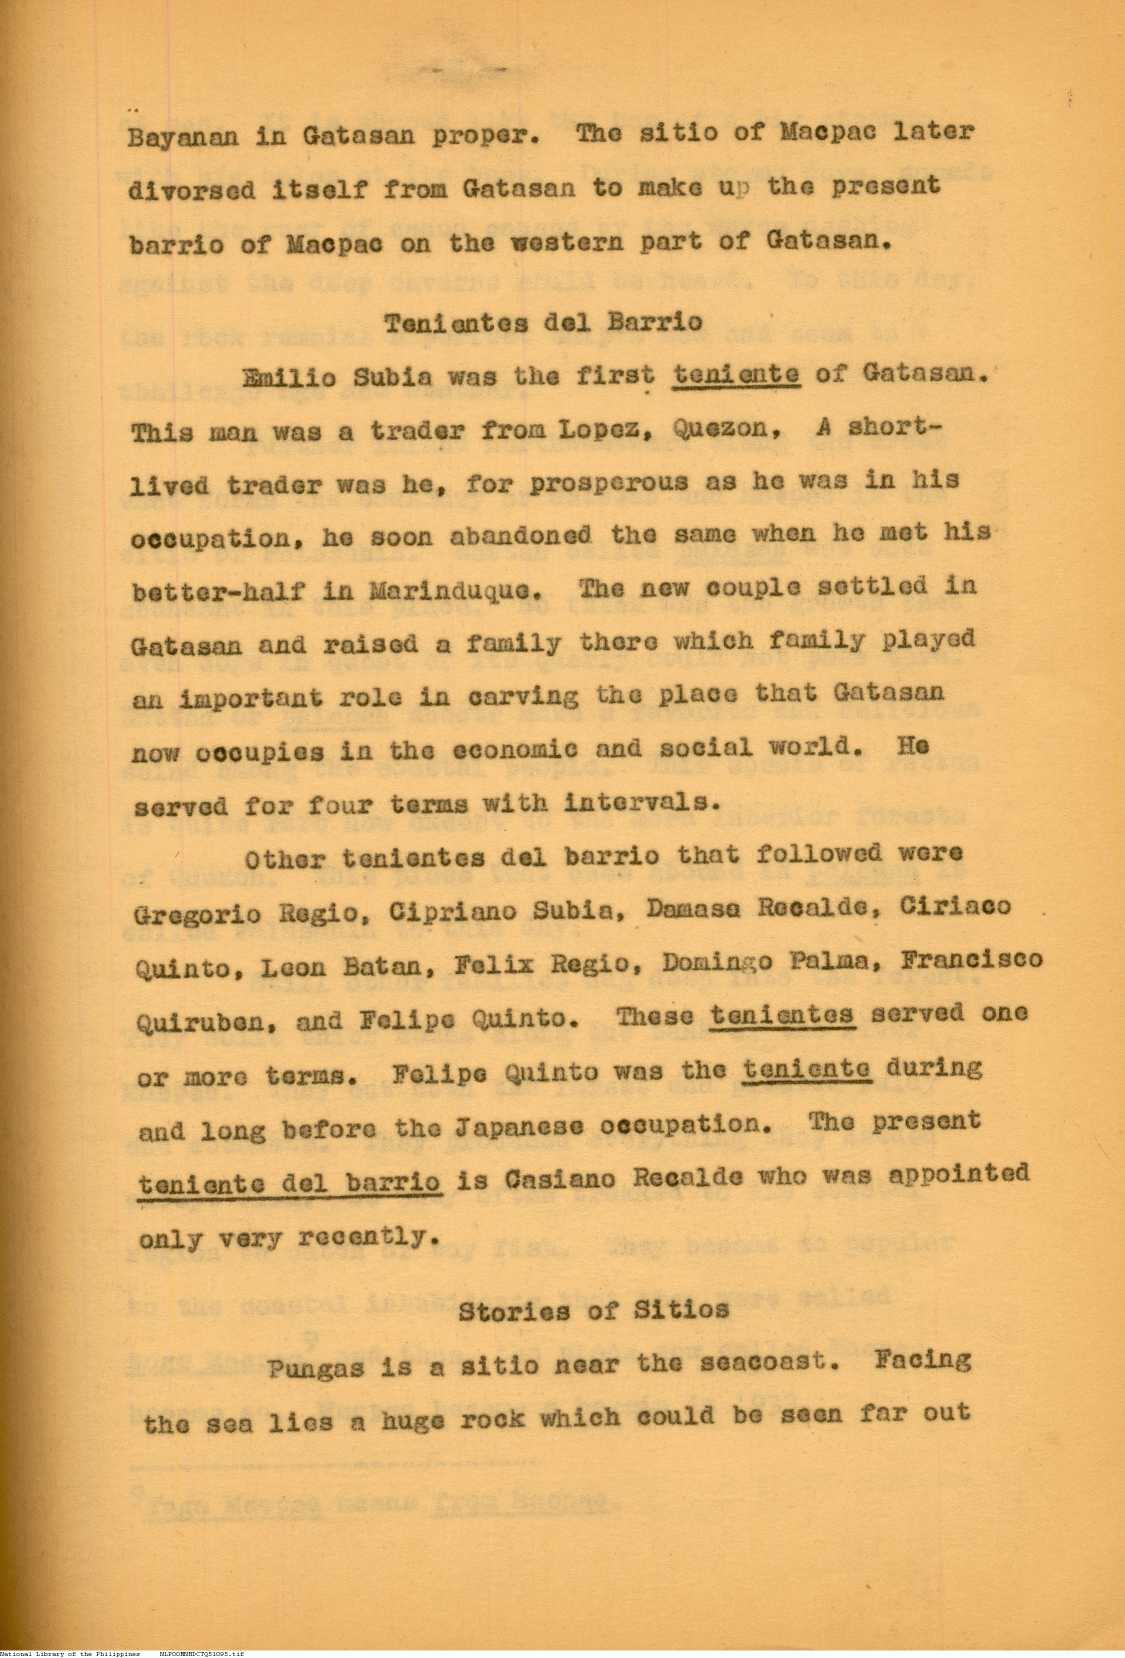 Bayanan in Gatasan proper. The sitio of Macpac later
divorsed itself from Gatasan to make up the present
barrio of Macpac on the western part of Gatasan.
Tenientes del Barrio
Emilio Subia was the first teniente of Gatasan.
This man was a trader from Lopez, Quezon, A short-
lived trader was he, for prosperous as he was in his
occupation, he soon abandoned the same when he met his
better-half in Marinduque. The new couple settled in
Gatasan and raised a family there which family played
an important role in carving the place that Gatasan
now occupies in the economic and social world. He
served for four terms with intervals.
Other tenientes del barrio that followed were
Gregorio Regio, Cipriano Subia, Damasa Recalde, Ciriaco
Quinto, Leon Batan, Felix Regio, Domingo Palma, Francisco
Quiruben, and Felipe Quinto. These tenientes served one
or more terms. Felipe Quinto was the teniente during
and long before the Japanese occupation. The present
teniente del barrio is Casiano Recalde who was appointed
only very recently.
Stories of Sitios
Pungas is a sitio near the seacoast. Facing
the sea lies a huge rock which could be seen far out
National Library of the Philippines NLPOOMNHDCTQ51095.tif